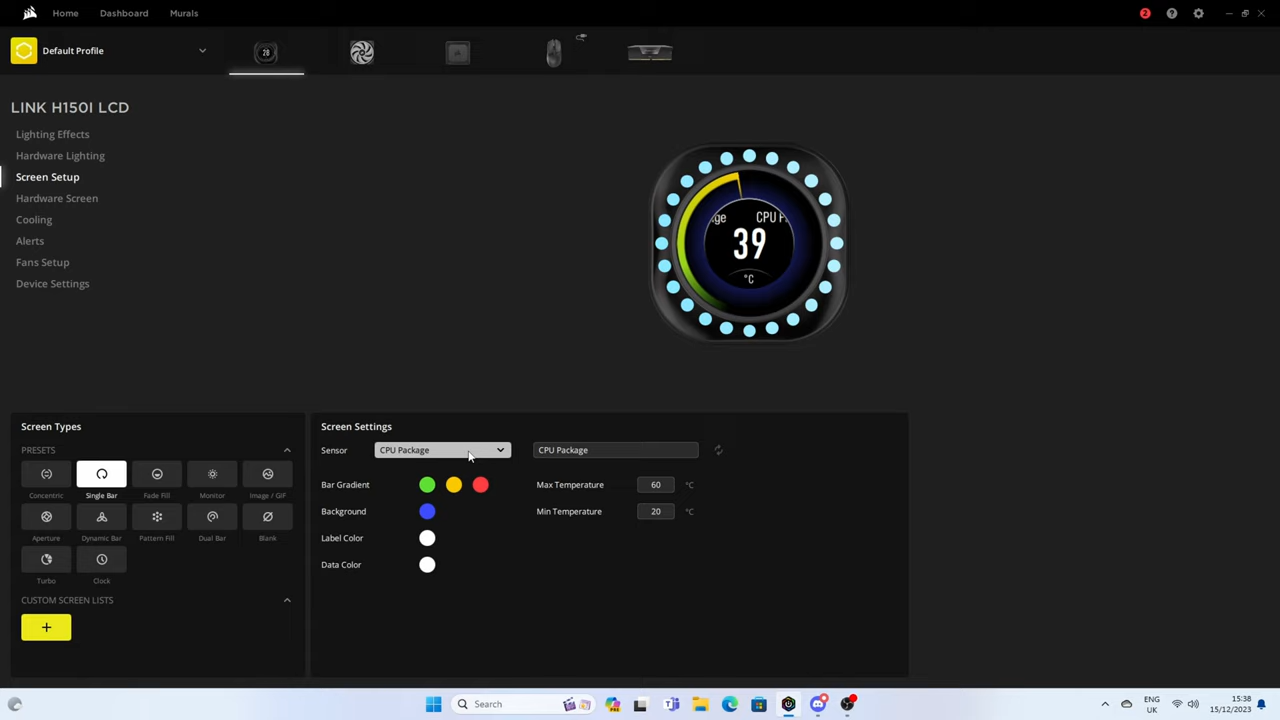 Home Dashboard Murals 2
Default Profile 28
LINK H150I LCD
Lighting Effects
Hardware Lighting
Screen Setup
Hardware Screen
Cooling
Alerts
Fans Setup
Device Settings
ge CPU P
39
°C
Screen Types
PRESETS
Concentric Single Bar Fade Fill Monitor Image / GIF
Aperture Dynamic Bar Pattern Fill Dual Bar Blank
Turbo Clock
CUSTOM SCREEN LISTS
+
Screen Settings
Sensor CPU Package CPU Package
Bar Gradient Max Temperature 60 °C
Background Min Temperature 20 °C
Label Color
Data Color
Search ENG 15:38
UK 15/12/2023